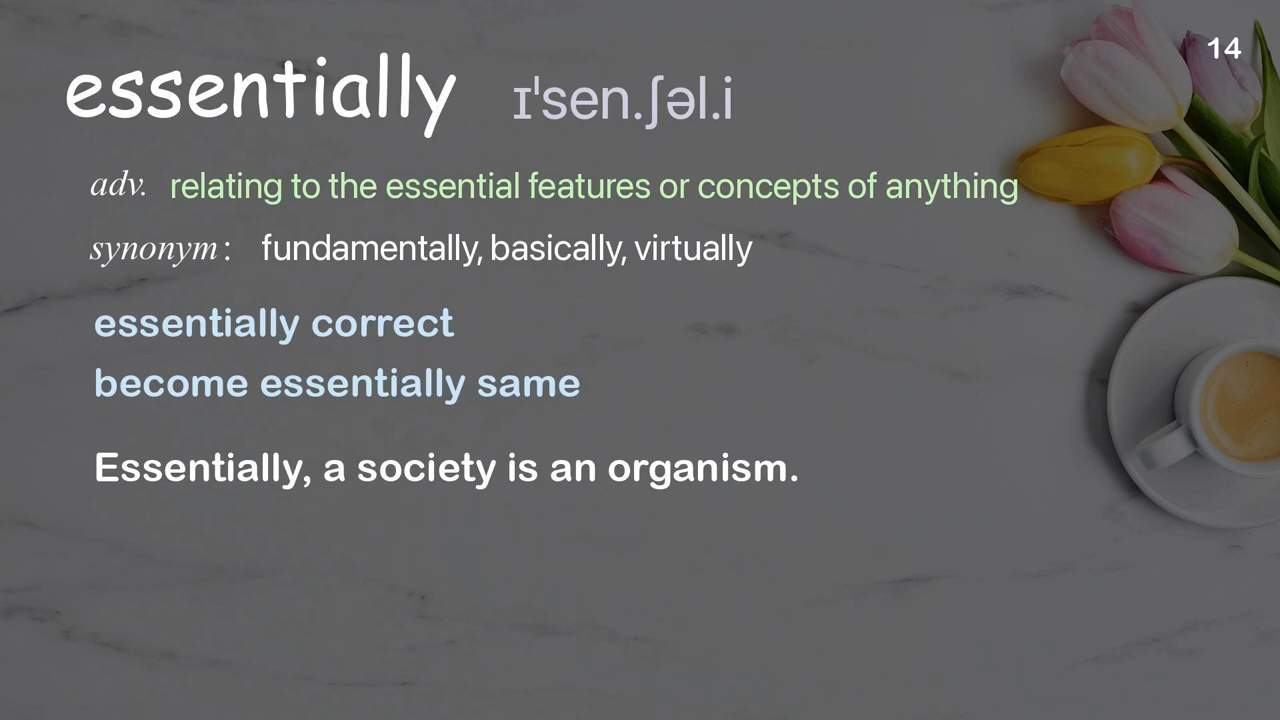 14
essentially ɪˈsen.ʃəl.i
adv. relating to the essential features or concepts of anything
synonym: fundamentally, basically, virtually
essentially correct
become essentially same
Essentially, a society is an organism.